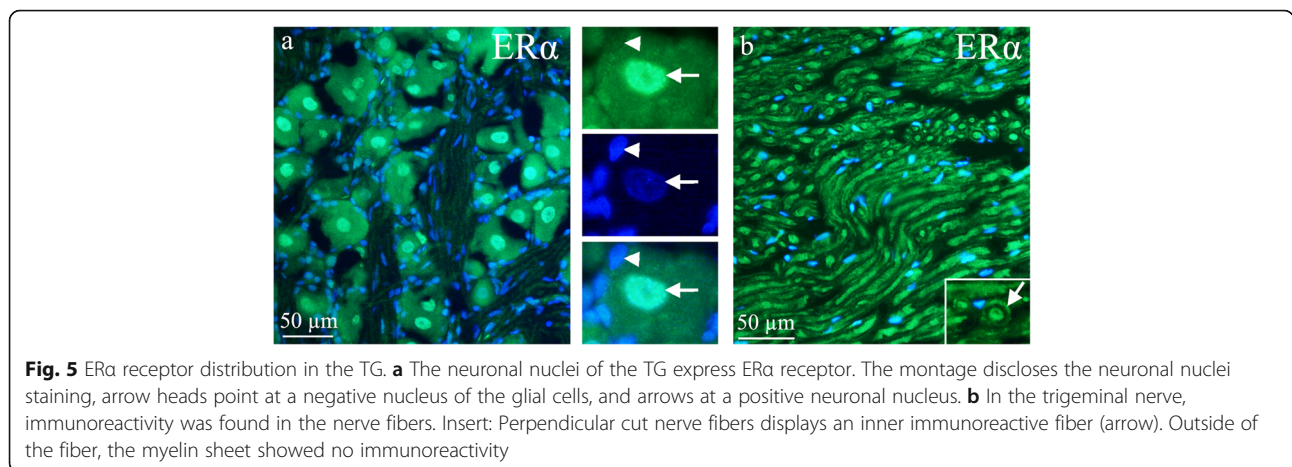 a
ERα
50 µm
b
ERα
50 µm
Fig. 5 ERα receptor distribution in the TG. a The neuronal nuclei of the TG express ERα receptor. The montage discloses the neuronal nuclei
staining, arrow heads point at a negative nucleus of the glial cells, and arrows at a positive neuronal nucleus. b In the trigeminal nerve,
immunoreactivity was found in the nerve fibers. Insert: Perpendicular cut nerve fibers displays an inner immunoreactive fiber (arrow). Outside of
the fiber, the myelin sheet showed no immunoreactivity